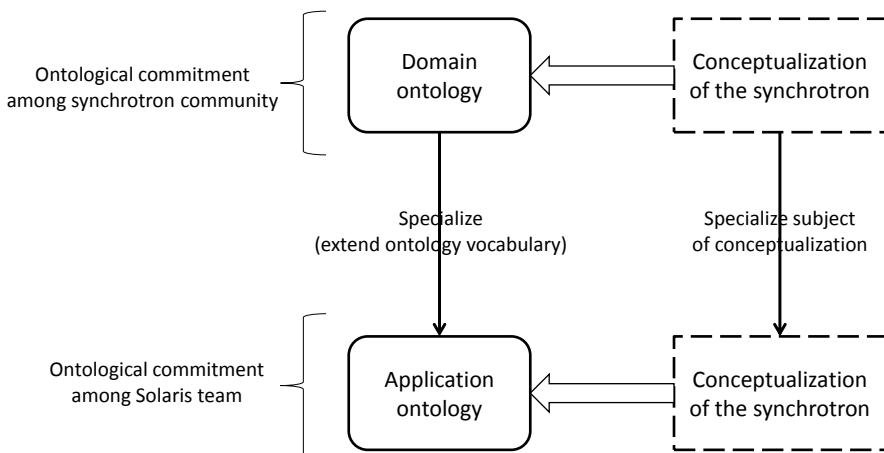 Ontological commitment
among synchrotron community
Domain
ontology
Conceptualization
of the synchrotron
Specialize
(extend ontology vocabulary)
Specialize subject
of conceptualization
Ontological commitment
among Solaris team
Application
ontology
Conceptualization
of the synchrotron